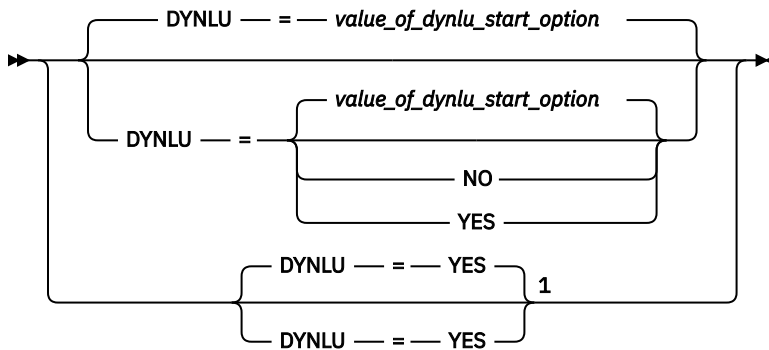 DYNLU = value_of_dynlu_start_option
value_of_dynlu_start_option
DYNLU =
NO
YES
DYNLU = YES
1
DYNLU = YES